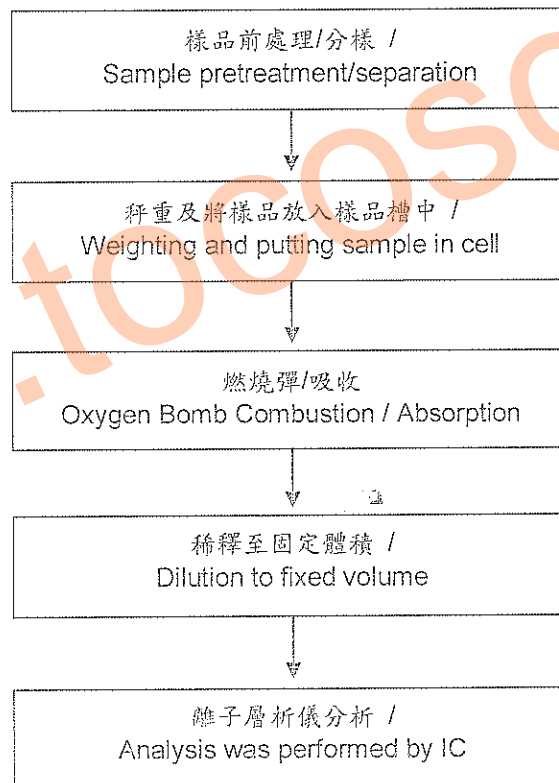 樣品前處理/分樣 /
Sample pretreatment/separation
.tocoso
秤重及將樣品放入樣品槽中 /
Weighting and putting sample in cell
燃燒彈/吸收
Oxygen Bomb Combustion / Absorption
稀釋至固定體積 /
Dilution to fixed volume
離子層析儀分析 /
Analysis was performed by IC